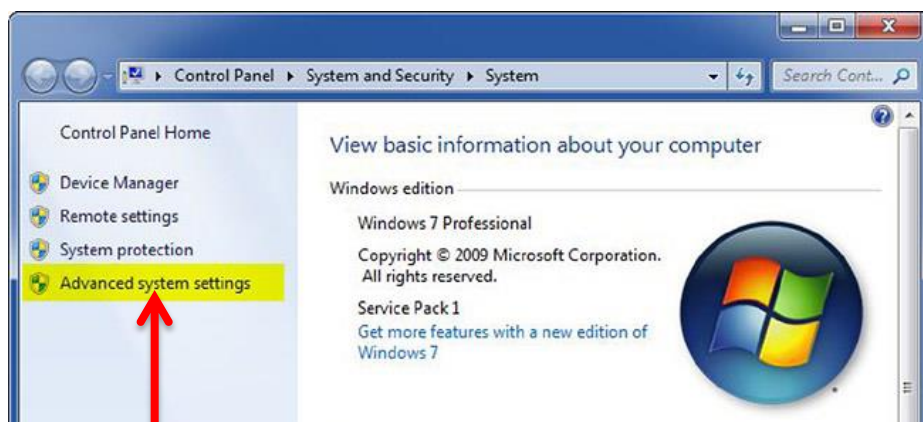 Control Panel System and Security System
Search Cont...
Control Panel Home
Device Manager
Remote settings
System protection
Advanced system settings
View basic information about your computer
Windows edition
Windows 7 Professional
Copyright © 2009 Microsoft Corporation.
All rights reserved.
Service Pack 1
Get more features with a new edition of
Windows 7